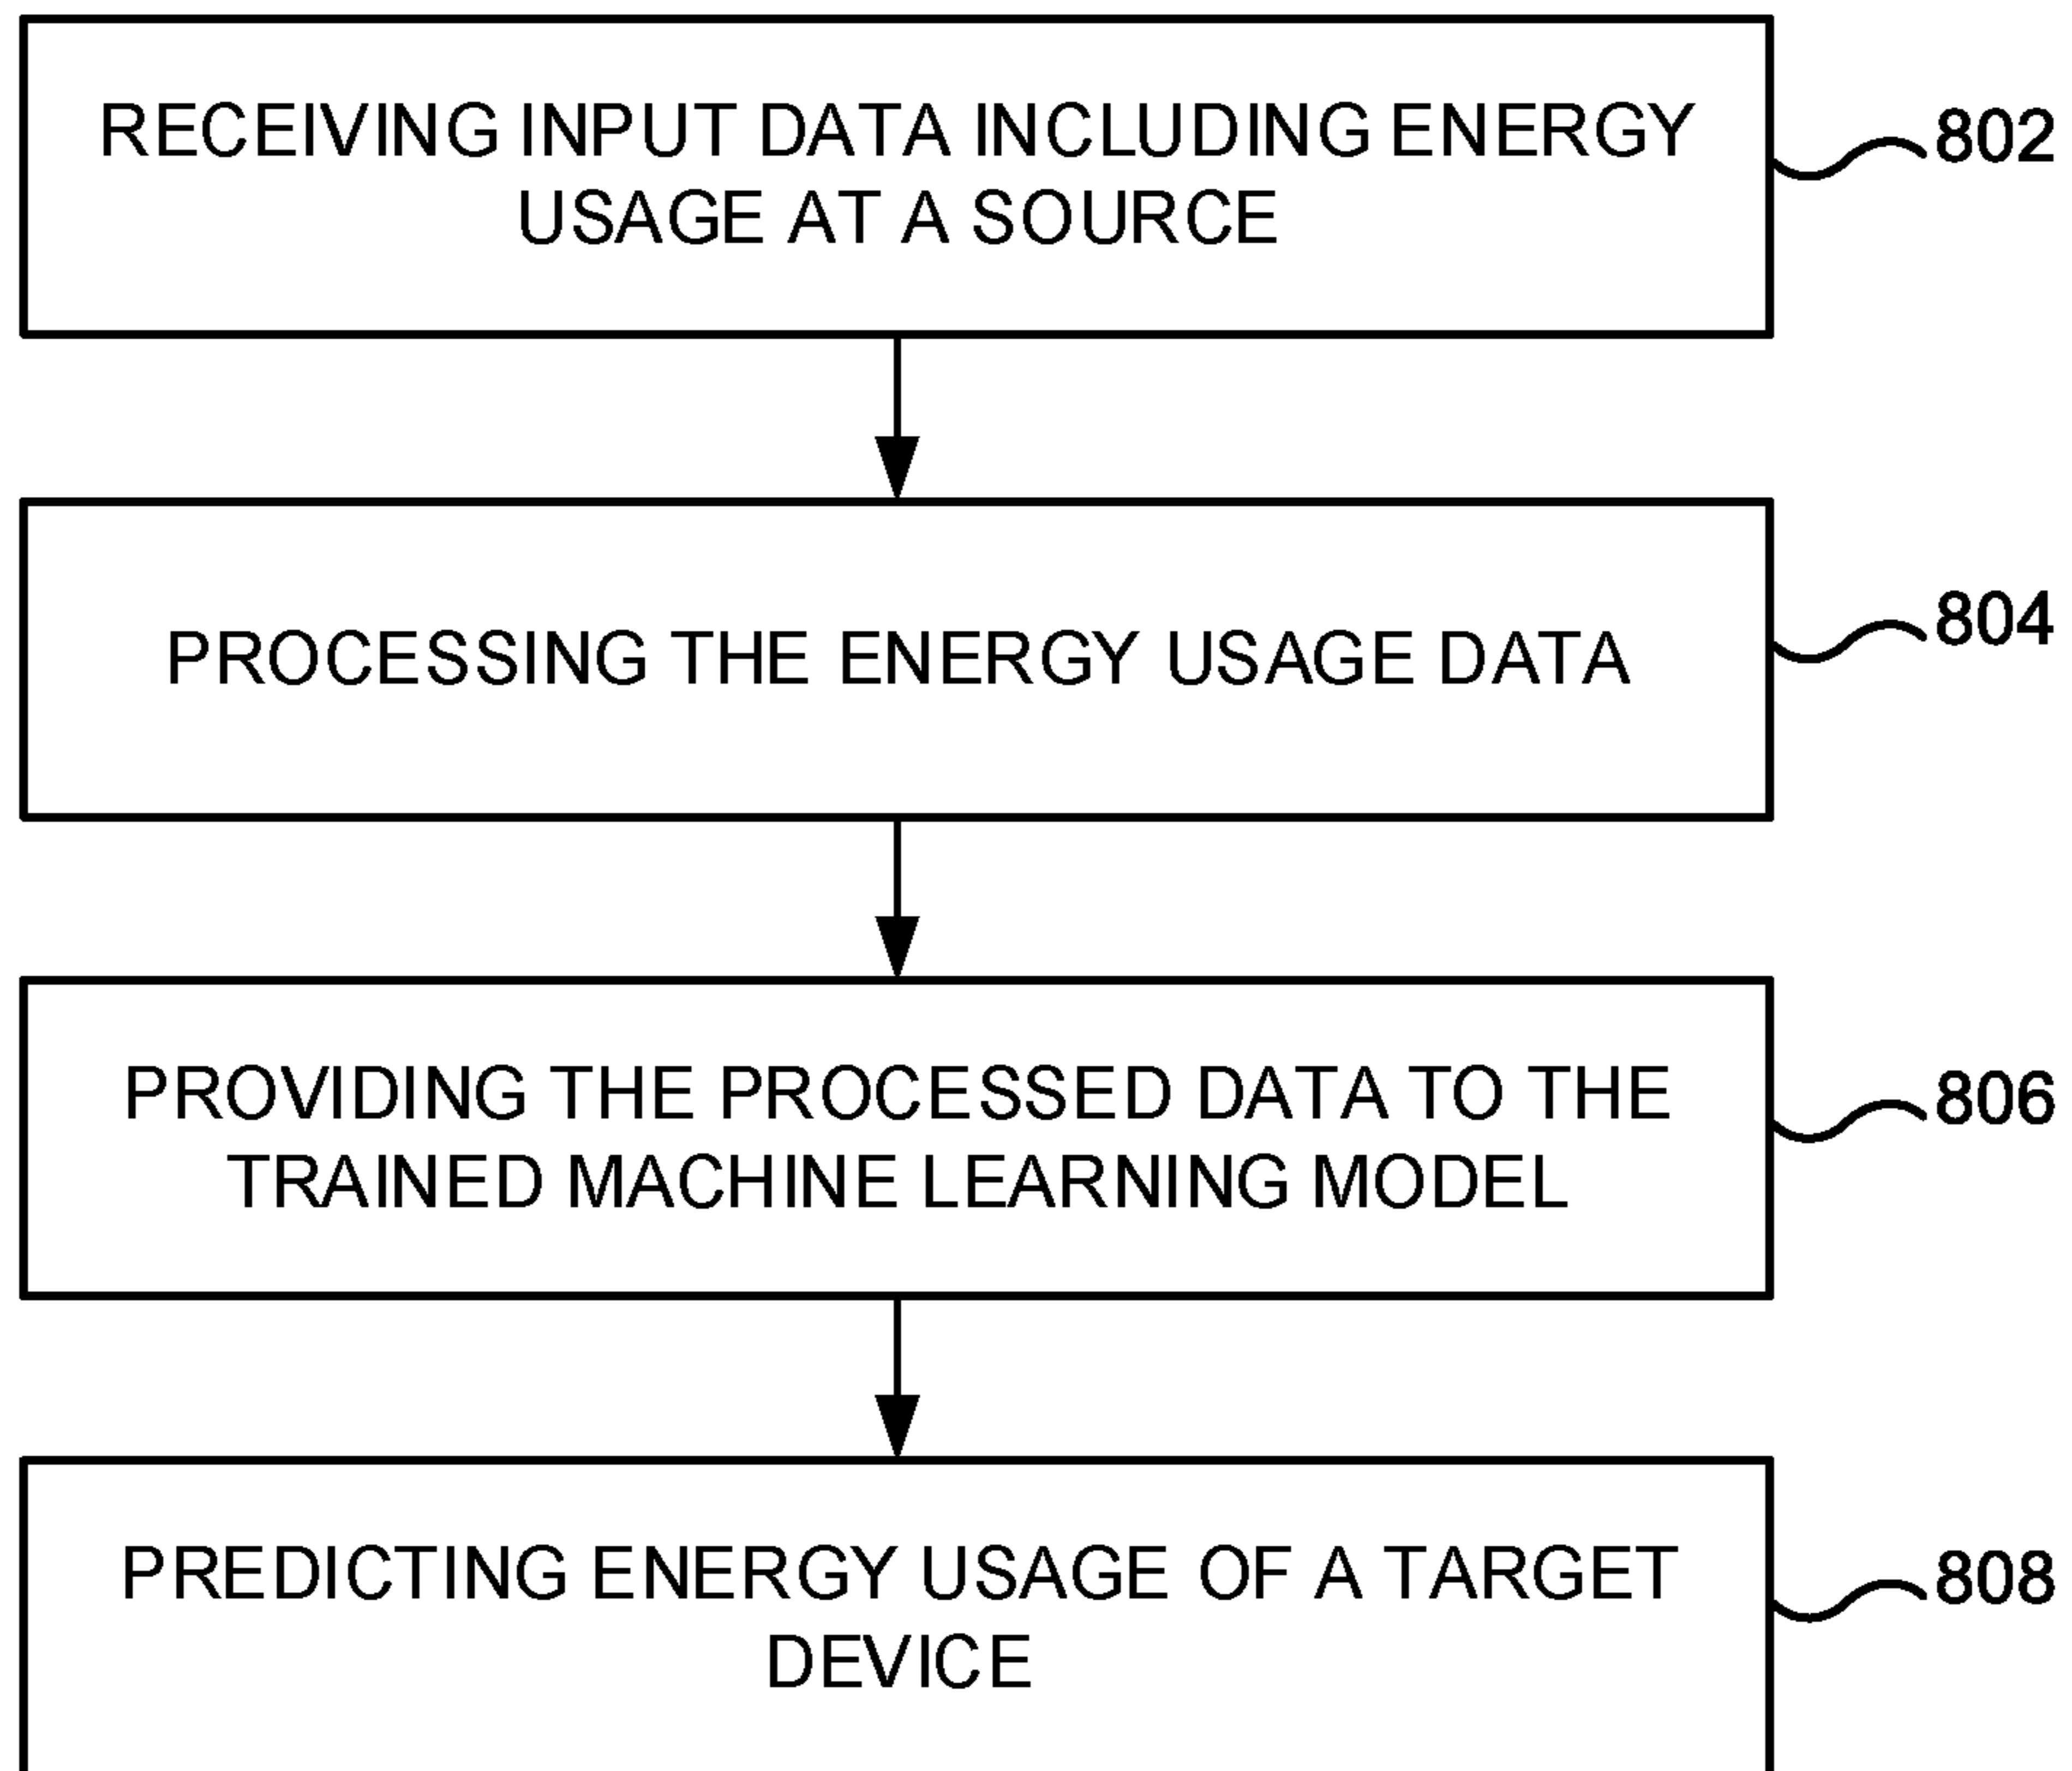 RECEIVING INPUT DATA INCLUDING ENERGY
USAGE AT A SOURCE
802
PROCESSING THE ENERGY USAGE DATA
804
PROVIDING THE PROCESSED DATA TO THE
TRAINED MACHINE LEARNING MODEL
806
PREDICTING ENERGY USAGE OF A TARGET
DEVICE
808